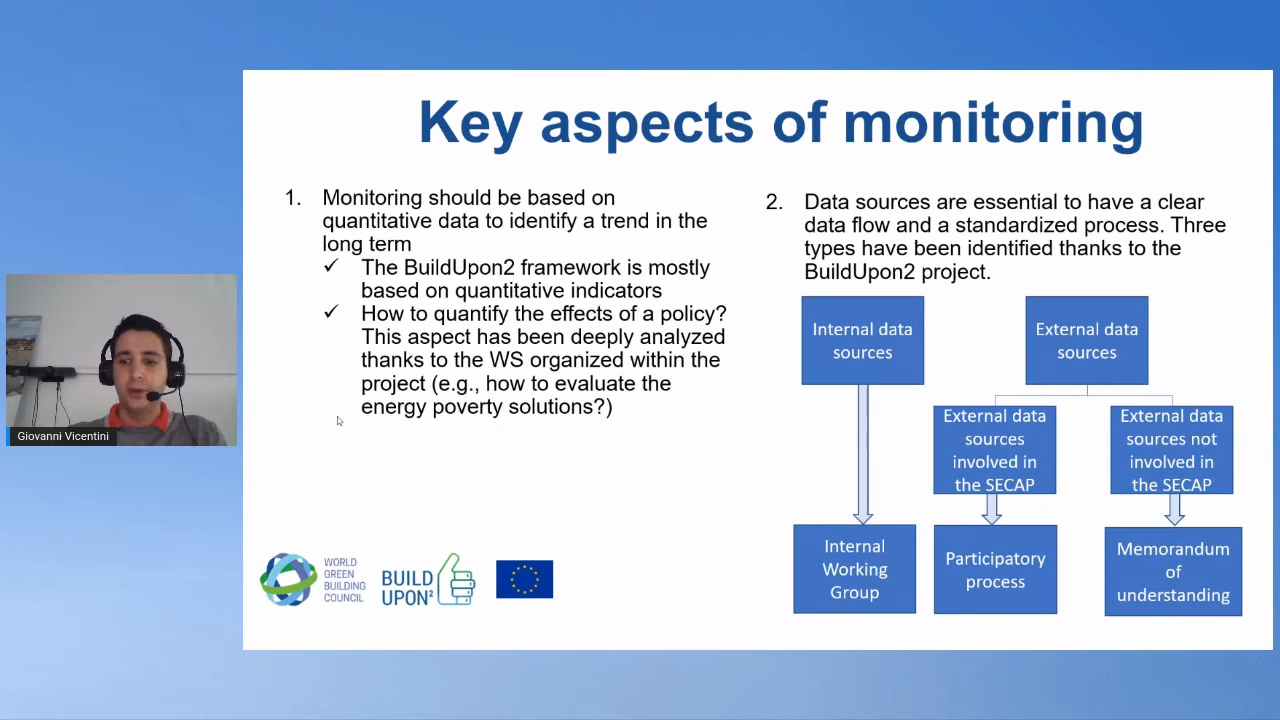 Key aspects of monitoring
1. Monitoring should be based on
quantitative data to identify a trend in the
long term
✓ The BuildUpon2 framework is mostly
based on quantitative indicators
✓ How to quantify the effects of a policy?
This aspect has been deeply analyzed
thanks to the WS organized within the
project (e.g., how to evaluate the
energy poverty solutions?)
2. Data sources are essential to have a clear
data flow and a standardized process. Three
types have been identified thanks to the
BuildUpon2 project.
Internal data
sources
External data
sources
External data
sources
involved in
the SECAP
External data
sources not
involved in
the SECAP
Internal
Working
Group
Participatory
process
Memorandum
of
understanding
WORLD
GREEN
BUILDING
COUNCIL
BUILD
UPON²
Giovanni Vicentini